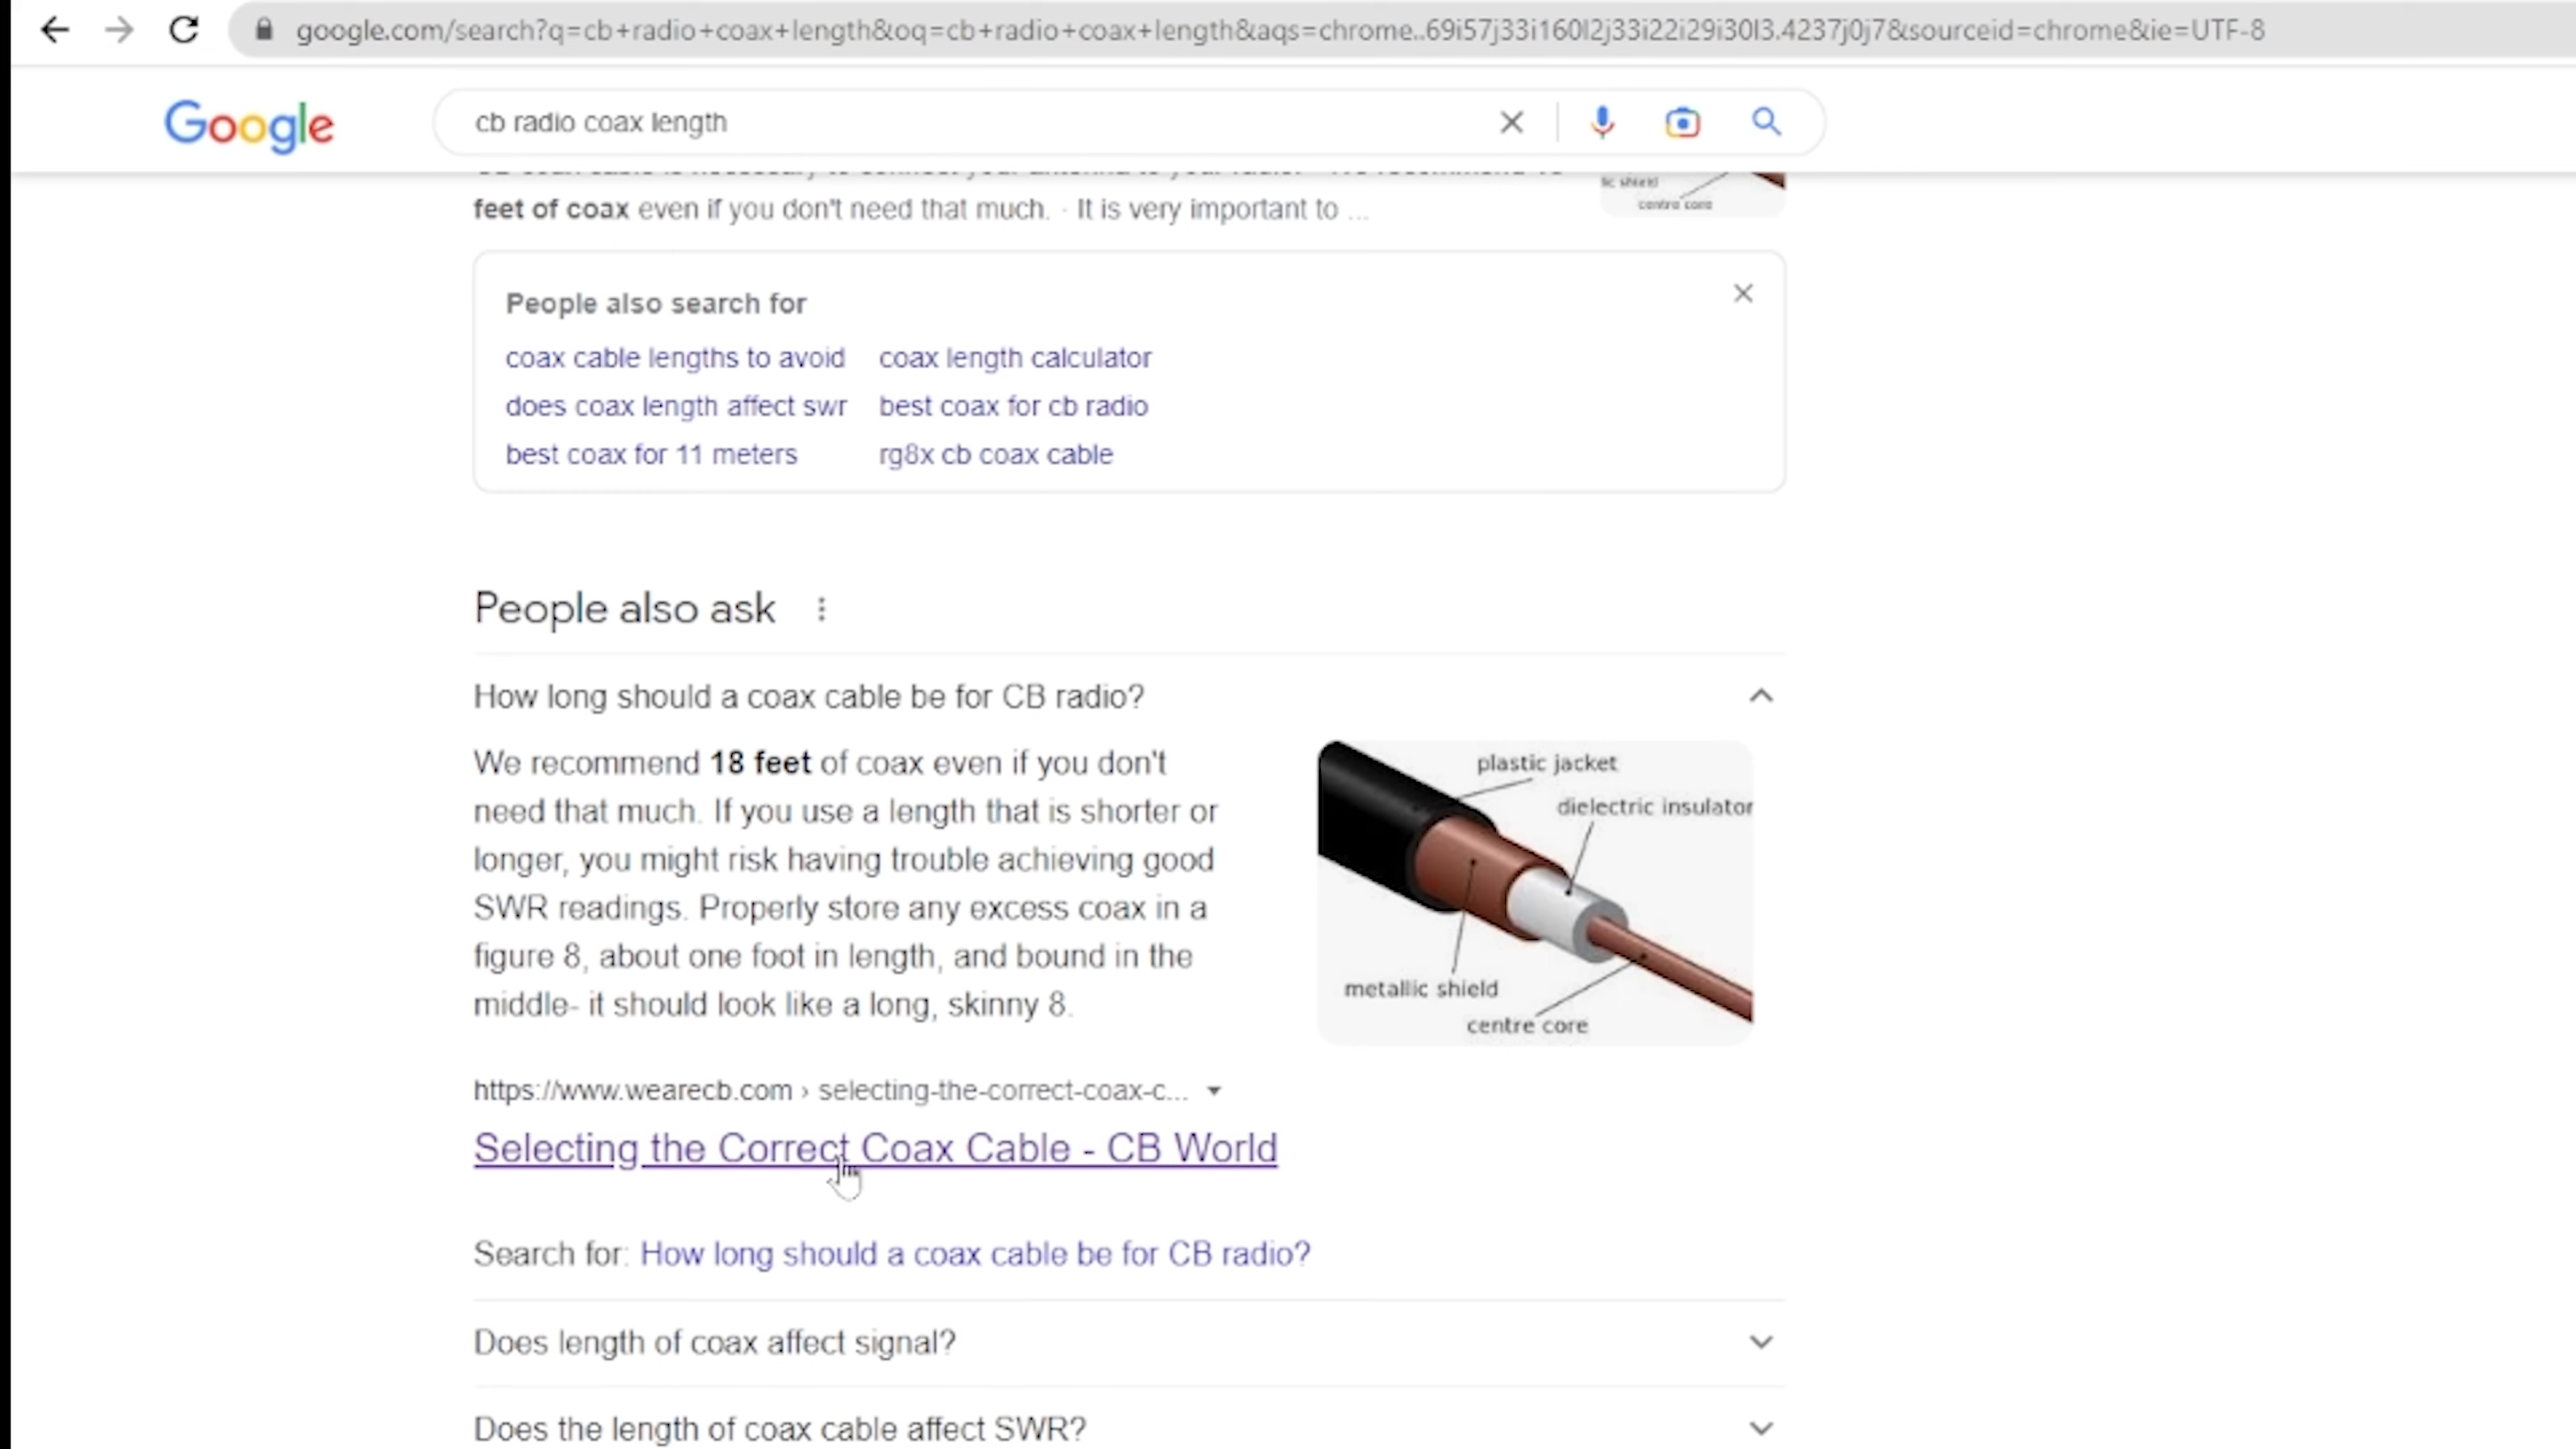 google.com/search?q=cb+radio+coax+length&oq=cb+radio+coax+length&aqs=chrome..69i57j33i160l2j33i22i29i30l3.4237j0j7&sourceid=chrome&ie=UTF-8
Google
cb radio coax length
feet of coax even if you don't need that much. · It is very important to ...
lic shield
centre core
People also search for
coax cable lengths to avoid
coax length calculator
does coax length affect swr
best coax for cb radio
best coax for 11 meters
rg8x cb coax cable
People also ask
How long should a coax cable be for CB radio?
We recommend 18 feet of coax even if you don't
need that much. If you use a length that is shorter or
longer, you might risk having trouble achieving good
SWR readings. Properly store any excess coax in a
figure 8, about one foot in length, and bound in the
middle- it should look like a long, skinny 8.
plastic jacket
dielectric insulator
metallic shield
centre core
https://www.wearecb.com › selecting-the-correct-coax-c...
Selecting the Correct Coax Cable - CB World
Search for: How long should a coax cable be for CB radio?
Does length of coax affect signal?
Does the length of coax cable affect SWR?